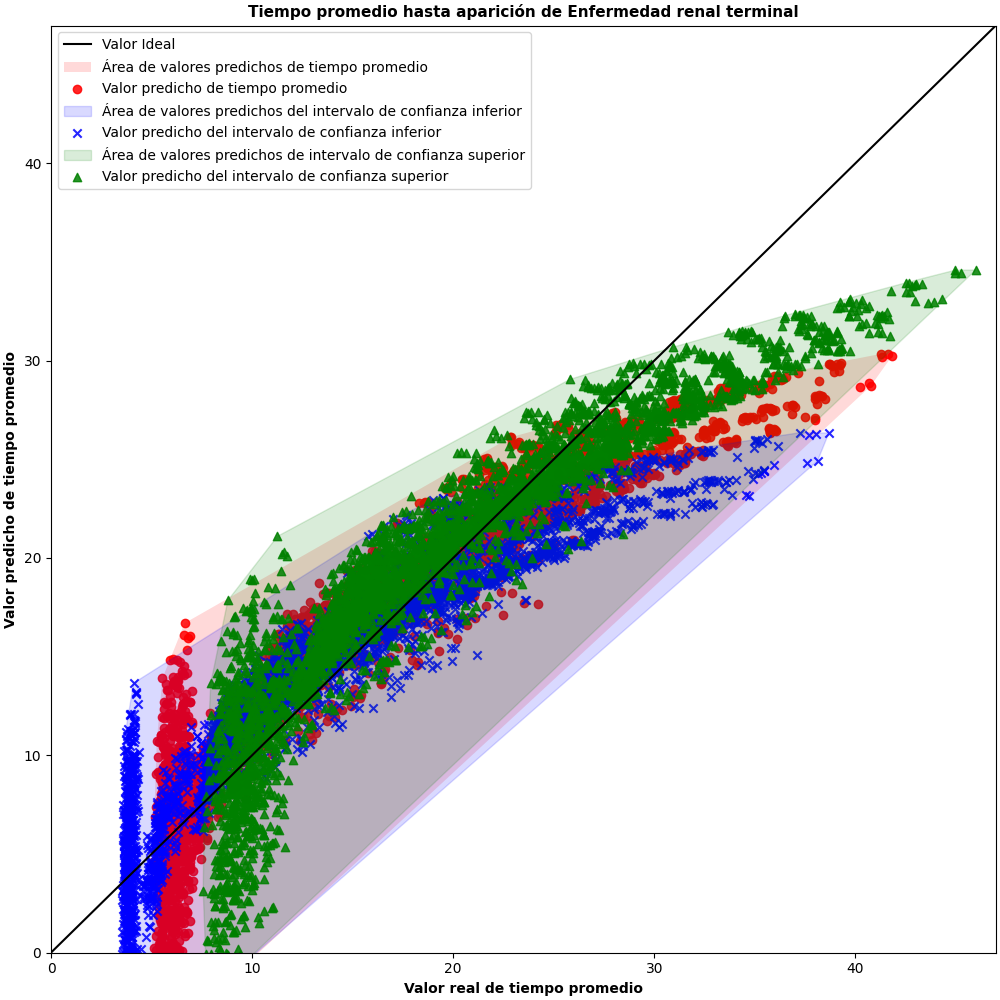 Tiempo promedio hasta aparición de Enfermedad renal terminal
Valor Ideal
Área de valores predichos de tiempo promedio
Valor predicho de tiempo promedio
Área de valores predichos del intervalo de confianza inferior
Valor predicho del intervalo de confianza inferior
Área de valores predichos de intervalo de confianza superior
Valor predicho del intervalo de confianza superior
Valor predicho de tiempo promedio
40
30
20
10
0
0 10 20 30 40
Valor real de tiempo promedio